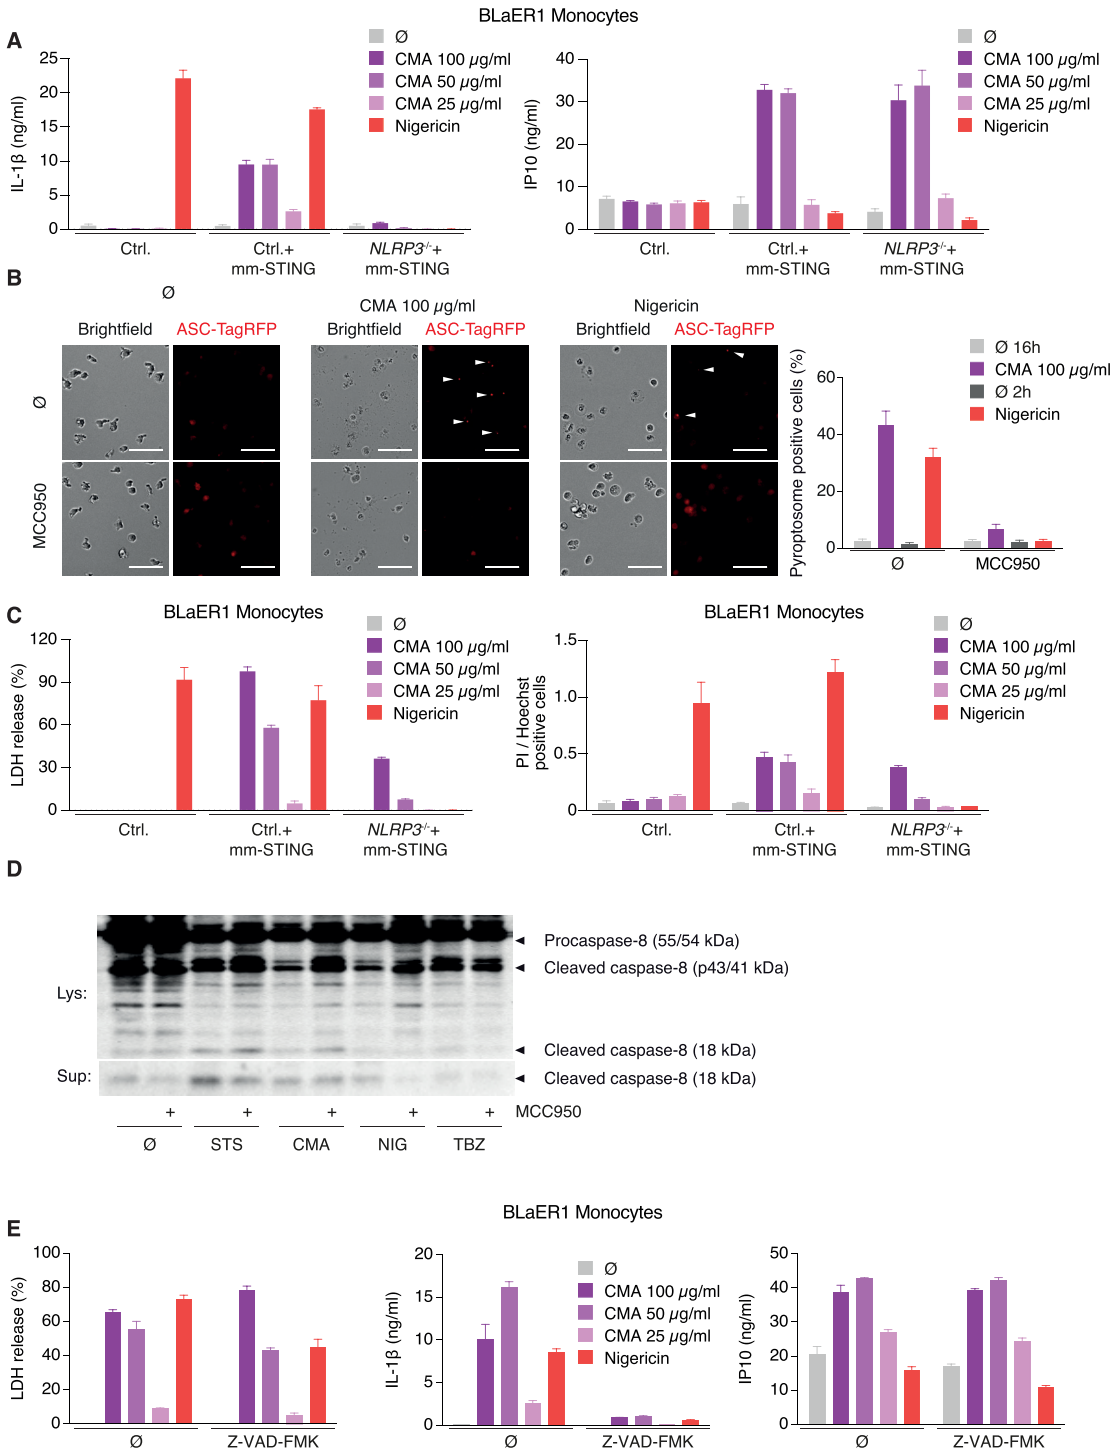 BLaER1 Monocytes
A
25
20
15
10
5
0
IL-1β (ng/ml)
Ø
CMA 100 µg/ml
CMA 50 µg/ml
CMA 25 µg/ml
Nigericin
Ctrl.
Ctrl.+
mm-STING
NLRP3-/-+
mm-STING
40
30
20
10
0
IP10 (ng/ml)
Ø
CMA 100 µg/ml
CMA 50 µg/ml
CMA 25 µg/ml
Nigericin
Ctrl.
Ctrl.+
mm-STING
NLRP3-/-+
mm-STING
B
Ø
CMA 100 µg/ml
Nigericin
Brightfield ASC-TagRFP
Brightfield ASC-TagRFP
Brightfield ASC-TagRFP
Ø
MCC950
Pyroptosome positive cells (%)
60
40
20
0
Ø 16h
CMA 100 µg/ml
Ø 2h
Nigericin
Ø MCC950
C
BLaER1 Monocytes
120
90
60
30
0
LDH release (%)
Ø
CMA 100 µg/ml
CMA 50 µg/ml
CMA 25 µg/ml
Nigericin
Ctrl.
Ctrl.+
mm-STING
NLRP3-/-+
mm-STING
BLaER1 Monocytes
1.5
1.0
0.5
0
PI / Hoechst
positive cells
Ø
CMA 100 µg/ml
CMA 50 µg/ml
CMA 25 µg/ml
Nigericin
Ctrl.
Ctrl.+
mm-STING
NLRP3-/-+
mm-STING
D
Procaspase-8 (55/54 kDa)
Cleaved caspase-8 (p43/41 kDa)
Lys:
Cleaved caspase-8 (18 kDa)
Sup:
Cleaved caspase-8 (18 kDa)
+ + + + + MCC950
Ø STS CMA NIG TBZ
E
BLaER1 Monocytes
100
80
60
40
20
0
LDH release (%)
Ø Z-VAD-FMK
20
15
10
5
0
IL-1β (ng/ml)
Ø
CMA 100 µg/ml
CMA 50 µg/ml
CMA 25 µg/ml
Nigericin
Ø Z-VAD-FMK
50
40
30
20
10
0
IP10 (ng/ml)
Ø Z-VAD-FMK